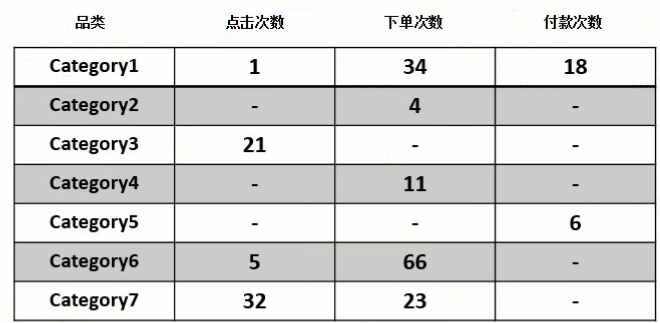 品类 点击次数 下单次数 付款次数
Category1 1 34 18
Category2 - 4 -
Category3 21 - -
Category4 - 11 -
Category5 - - 6
Category6 5 66 -
Category7 32 23 -